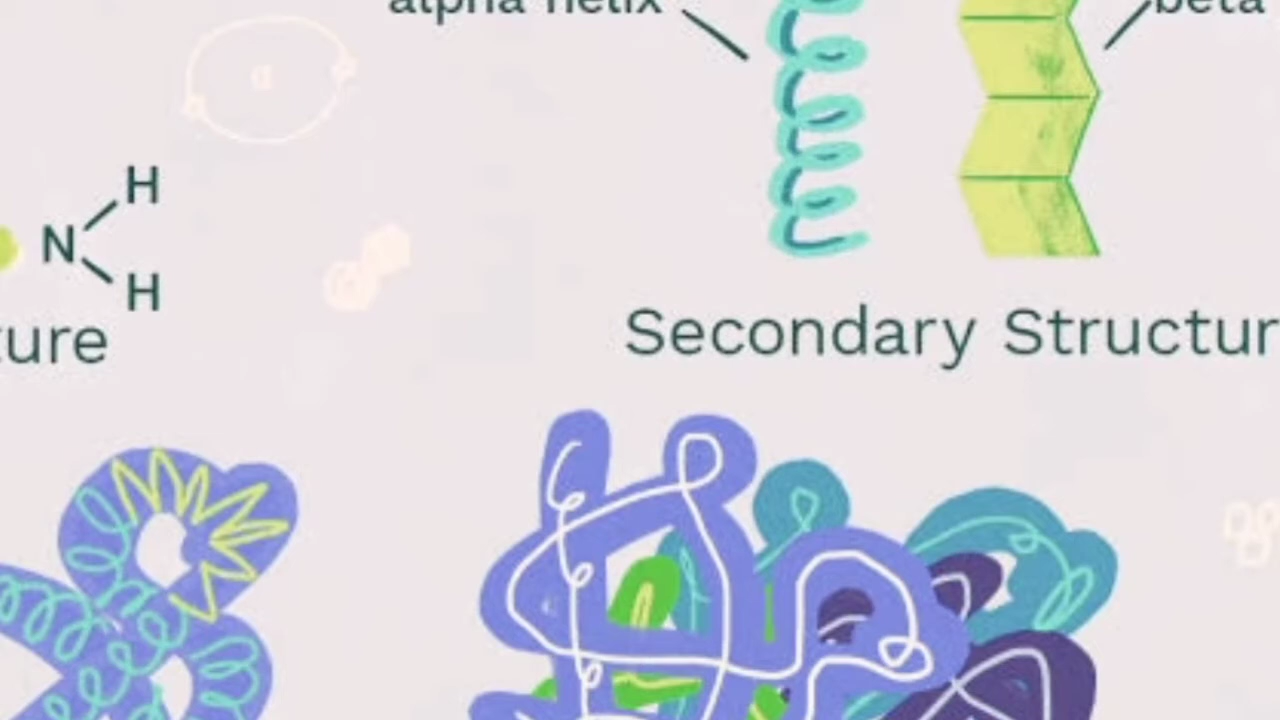 alpha helix
beta
H
N
H
ture
Secondary Structur